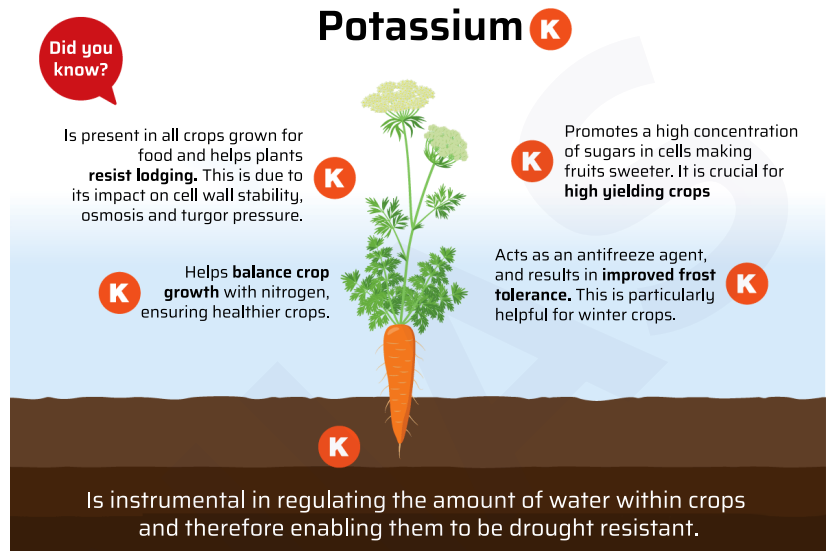 Potassium K
Did you
know?
Is present in all crops grown for
food and helps plants
resist lodging. This is due to
its impact on cell wall stability,
osmosis and turgor pressure.
K
K
Promotes a high concentration
of sugars in cells making
fruits sweeter. It is crucial for
high yielding crops
K
Helps balance crop
growth with nitrogen,
ensuring healthier crops.
Acts as an antifreeze agent,
and results in improved frost
tolerance. This is particularly
helpful for winter crops.
K
K
Is instrumental in regulating the amount of water within crops
and therefore enabling them to be drought resistant.